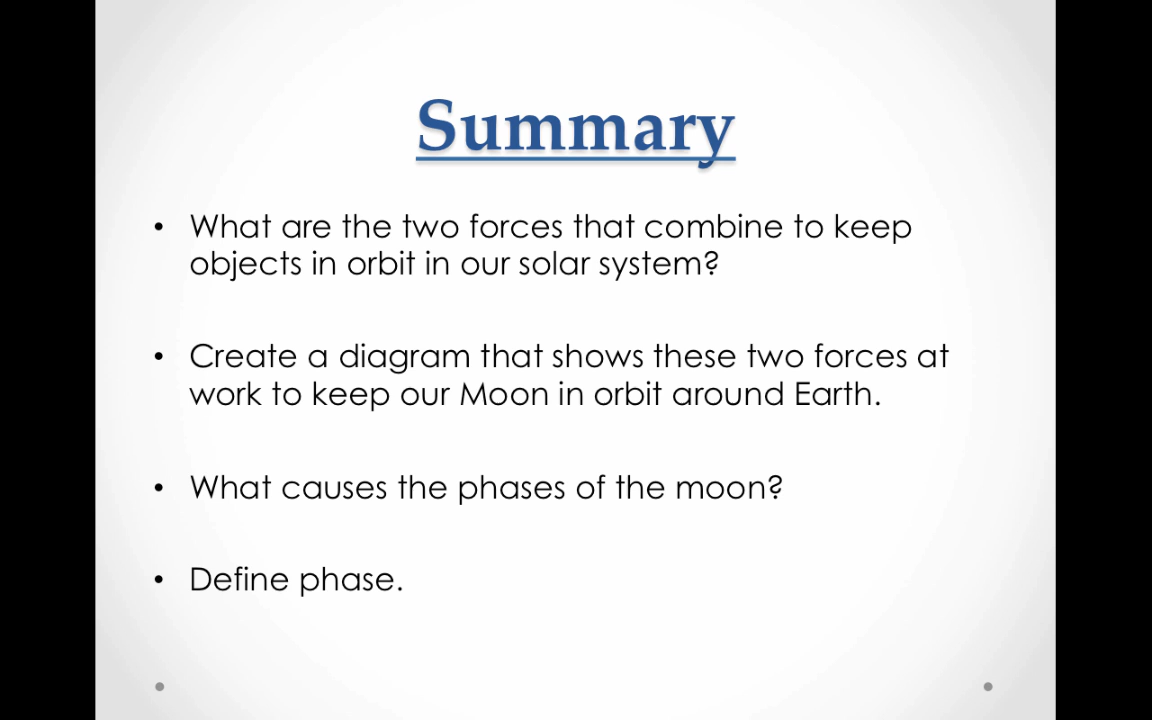 Summary
• What are the two forces that combine to keep
objects in orbit in our solar system?
• Create a diagram that shows these two forces at
work to keep our Moon in orbit around Earth.
• What causes the phases of the moon?
• Define phase.